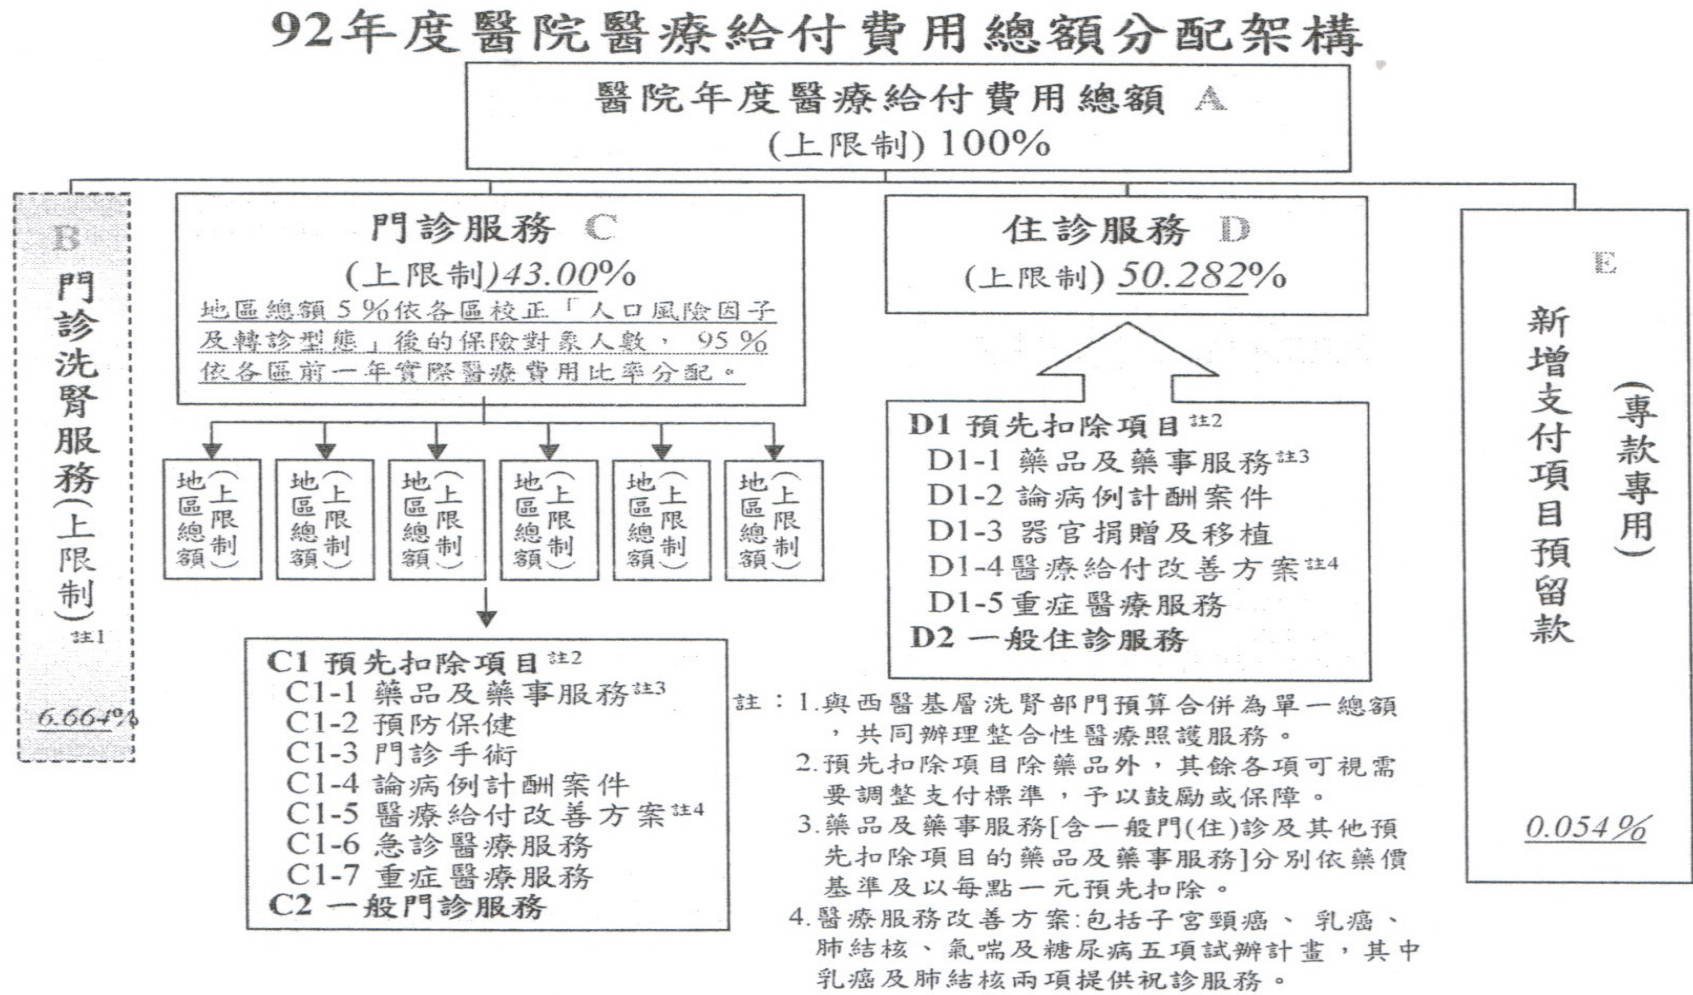 92年度醫院醫療給付費用總額分配架構
醫院年度醫療給付費用總額 A
(上限制) 100%
B
門診洗腎服務(上限制)
註1
6.664%
門診服務 C
(上限制)43.00%
地區總額5%依各區校正「人口風險因子
及轉診型態」後的保險對象人數， 95%
依各區前一年實際醫療費用比率分配。
地區總額
(上限制)
地區總額
(上限制)
地區總額
(上限制)
地區總額
(上限制)
地區總額
(上限制)
地區總額
(上限制)
C1 預先扣除項目註2
C1-1 藥品及藥事服務註3
C1-2 預防保健
C1-3 門診手術
C1-4 論病例計酬案件
C1-5 醫療給付改善方案註4
C1-6 急診醫療服務
C1-7 重症醫療服務
C2 一般門診服務
住診服務 D
(上限制) 50.282%
D1 預先扣除項目註2
D1-1 藥品及藥事服務註3
D1-2 論病例計酬案件
D1-3 器官捐贈及移植
D1-4醫療給付改善方案註4
D1-5重症醫療服務
D2 一般住診服務
E
新增支付項目預留款
(專款專用)
0.054%
註：1.與西醫基層洗腎部門預算合併為單一總額
，共同辦理整合性醫療照護服務。
2.預先扣除項目除藥品外，其餘各項可視需
要調整支付標準，予以鼓勵或保障。
3.藥品及藥事服務[含一般門(住)診及其他預
先扣除項目的藥品及藥事服務]分別依藥價
基準及以每點一元預先扣除。
4.醫療服務改善方案:包括子宮頸癌、 乳癌、
肺結核、氣喘及糖尿病五項試辦計畫，其中
乳癌及肺結核兩項提供祝診服務。